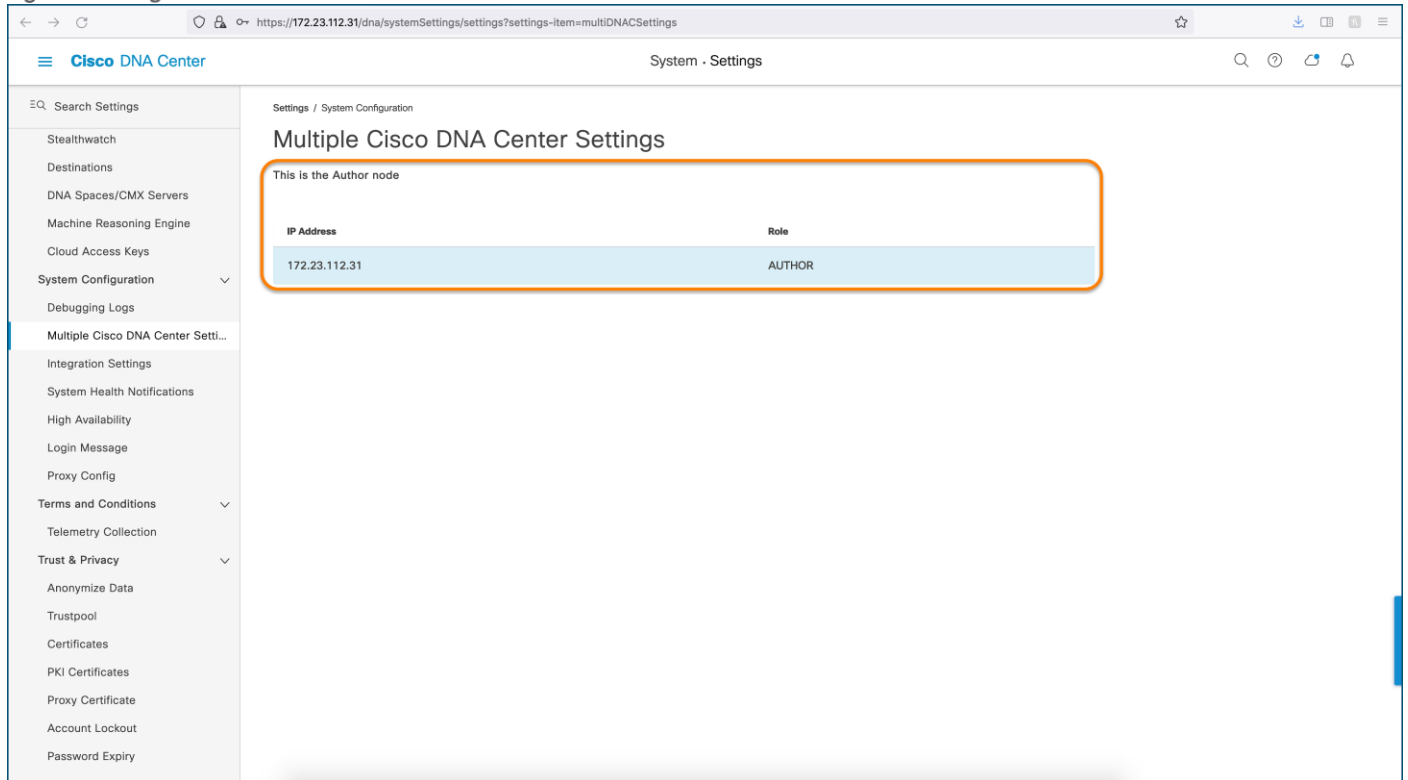 https://172.23.112.31/dna/systemSettings/settings?settings-item=multiDNACSettings
Cisco DNA Center
System · Settings
Search Settings
Stealthwatch
Destinations
DNA Spaces/CMX Servers
Machine Reasoning Engine
Cloud Access Keys
System Configuration
Debugging Logs
Multiple Cisco DNA Center Setti...
Integration Settings
System Health Notifications
High Availability
Login Message
Proxy Config
Terms and Conditions
Telemetry Collection
Trust & Privacy
Anonymize Data
Trustpool
Certificates
PKI Certificates
Proxy Certificate
Account Lockout
Password Expiry
Settings / System Configuration
Multiple Cisco DNA Center Settings
This is the Author node
IP Address Role
172.23.112.31 AUTHOR